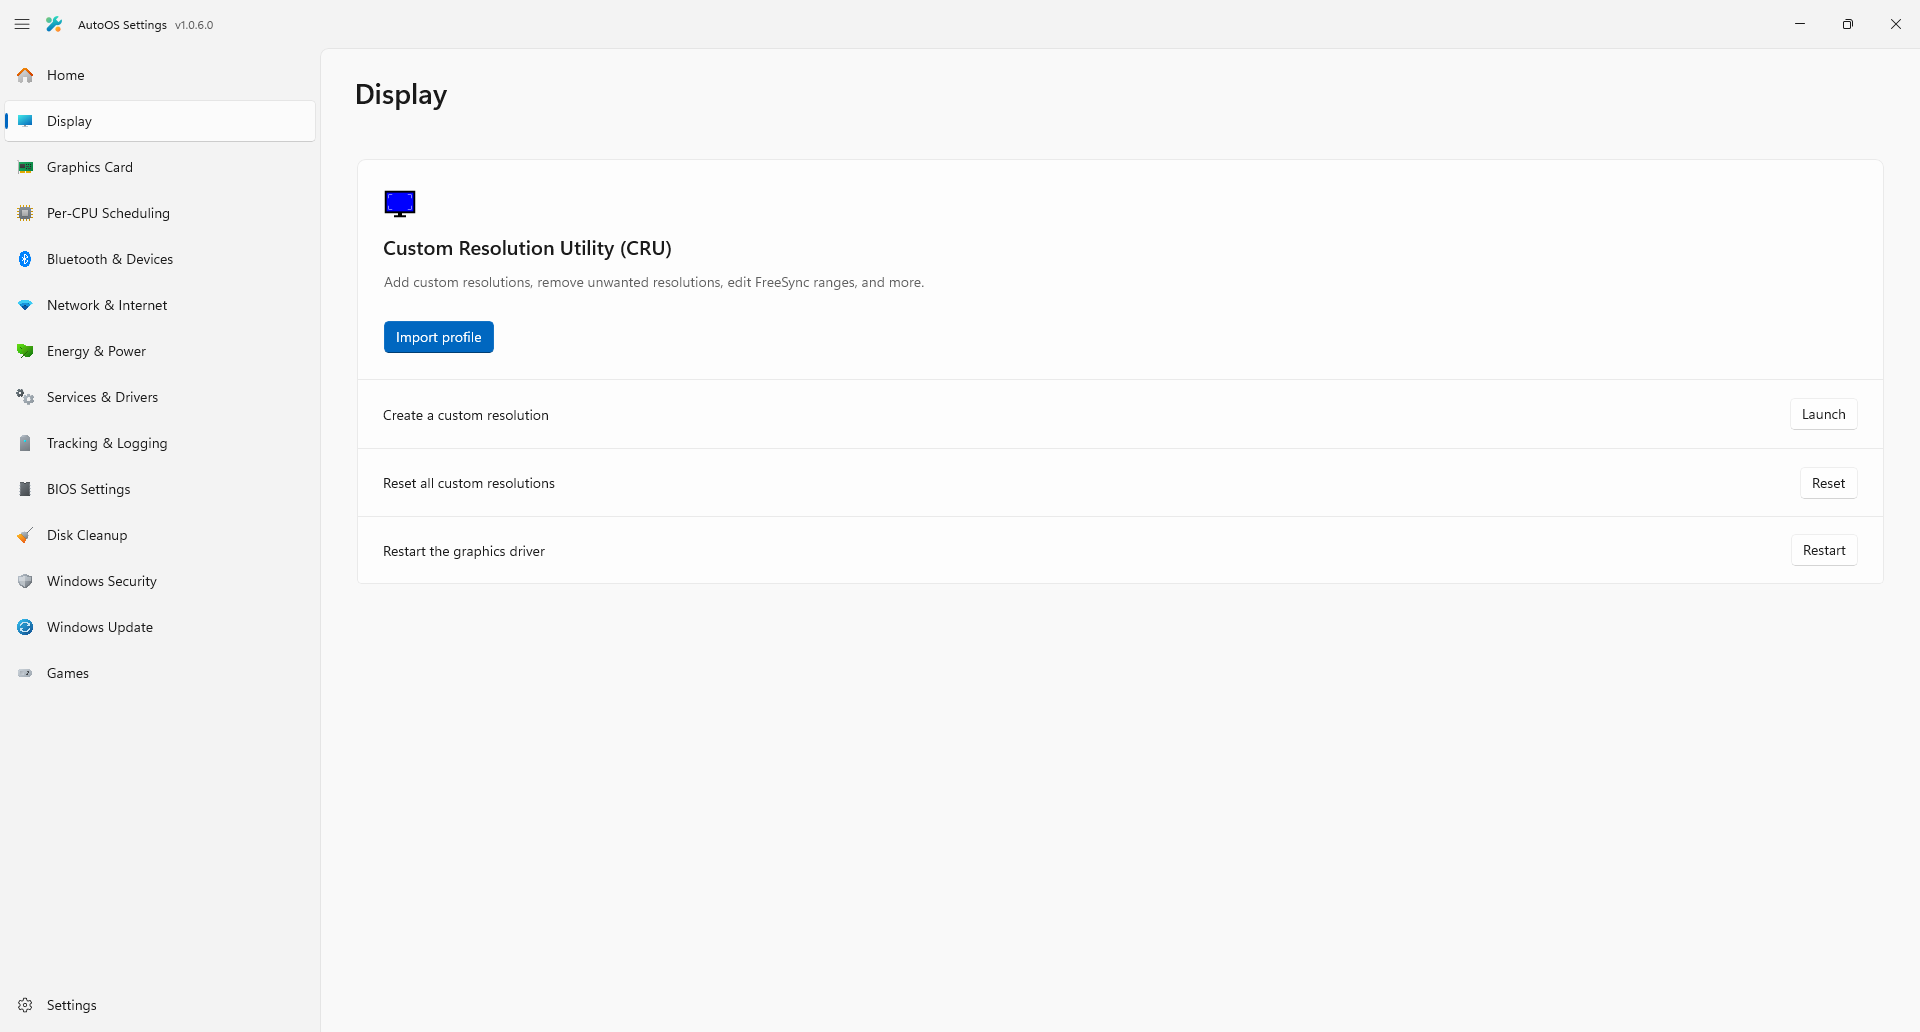 AutoOS Settings v1.0.6.0
Home
Display
Graphics Card
Per-CPU Scheduling
Bluetooth & Devices
Network & Internet
Energy & Power
Services & Drivers
Tracking & Logging
BIOS Settings
Disk Cleanup
Windows Security
Windows Update
Games
Settings
Display
Custom Resolution Utility (CRU)
Add custom resolutions, remove unwanted resolutions, edit FreeSync ranges, and more.
Import profile
Create a custom resolution Launch
Reset all custom resolutions Reset
Restart the graphics driver Restart